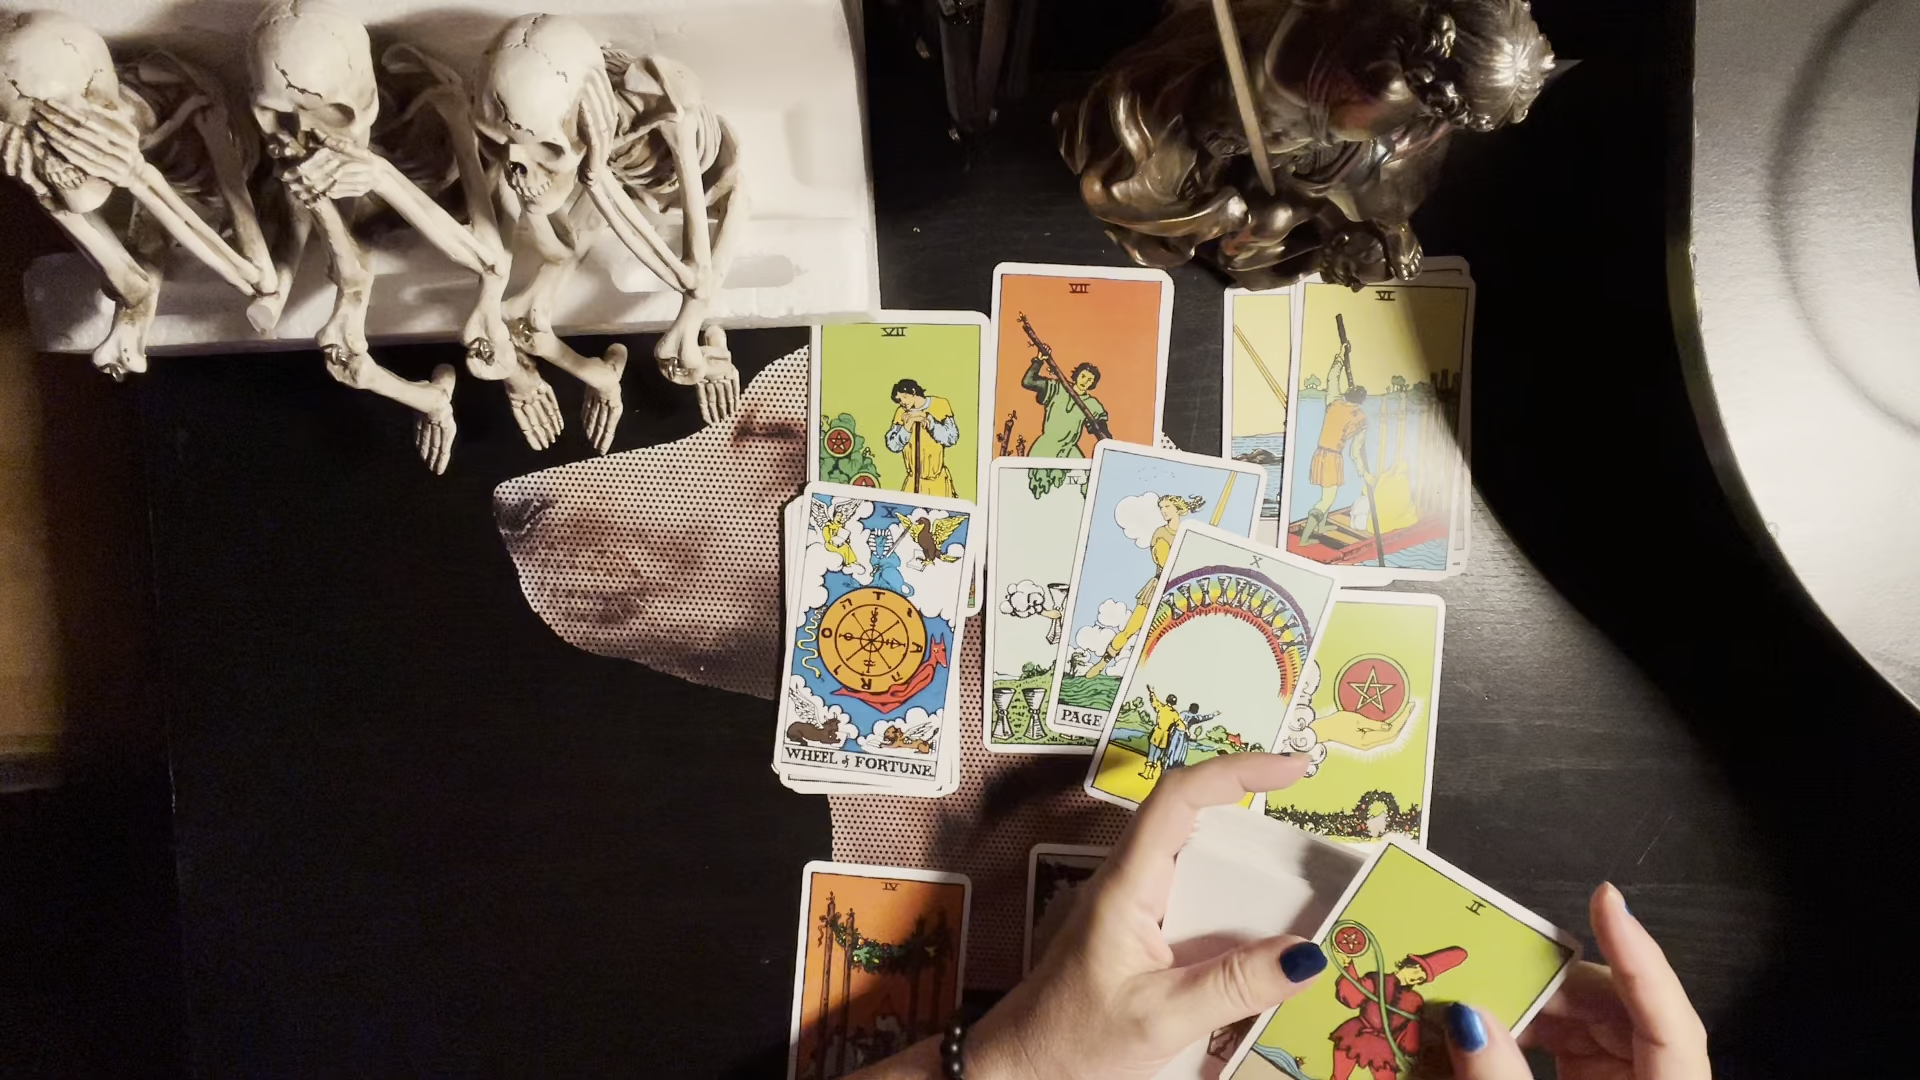 VII
VII
VI
IV
X
X
T
A
R
O
PAGE
WHEEL of FORTUNE.
IV
II